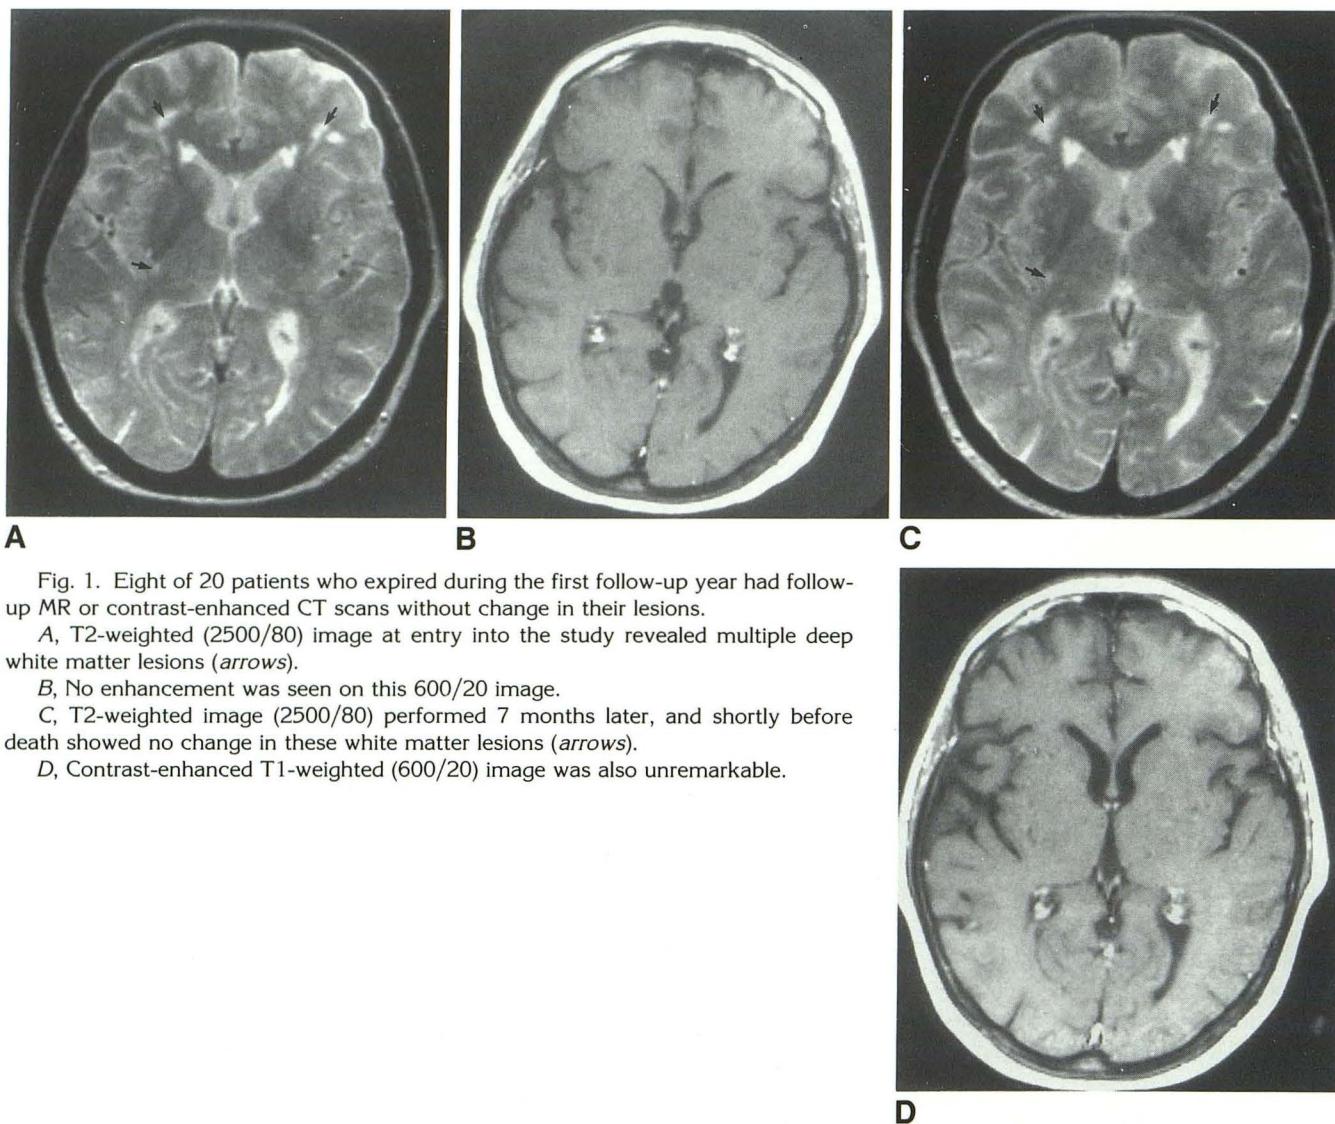 A
B
C
Fig. 1. Eight of 20 patients who expired during the first follow-up year had follow-
up MR or contrast-enhanced CT scans without change in their lesions.
A, T2-weighted (2500/80) image at entry into the study revealed multiple deep
white matter lesions (arrows).
B, No enhancement was seen on this 600/20 image.
C, T2-weighted image (2500/80) performed 7 months later, and shortly before
death showed no change in these white matter lesions (arrows).
D, Contrast-enhanced T1-weighted (600/20) image was also unremarkable.
D